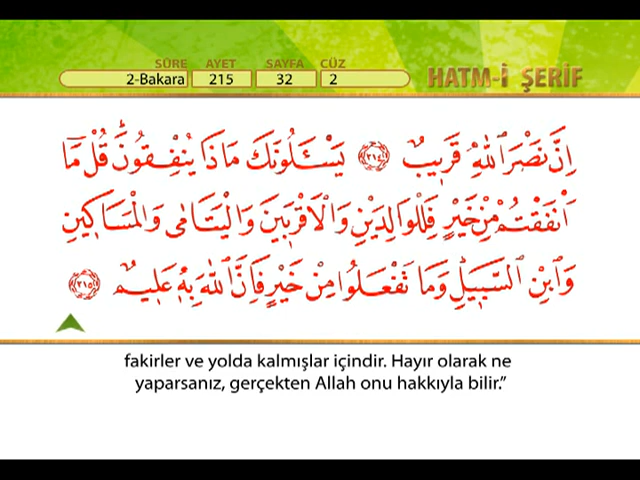 SÛRE AYET SAYFA CÜZ
2-Bakara 215 32 2
HATM-İ ŞERİF
اِنَّ نَصْرَ اللّٰهِ قَرِيبٌ ﴿٢١٤﴾ يَسْـَٔلُونَكَ مَاذَا يُنْفِقُونَۜ قُلْ مَٓا
اَنْفَقْتُمْ مِنْ خَيْرٍ فَلِلْوَالِدَيْنِ وَالْاَقْرَبِينَ وَالْيَتَامٰى وَالْمَسَاكِينِ
وَابْنِ السَّبِيلِۜ وَمَا تَفْعَلُوا مِنْ خَيْرٍ فَاِنَّ اللّٰهَ بِهِ عَلِيمٌ ﴿٢١٥﴾
fakirler ve yolda kalmışlar içindir. Hayır olarak ne
yaparsanız, gerçekten Allah onu hakkıyla bilir.”